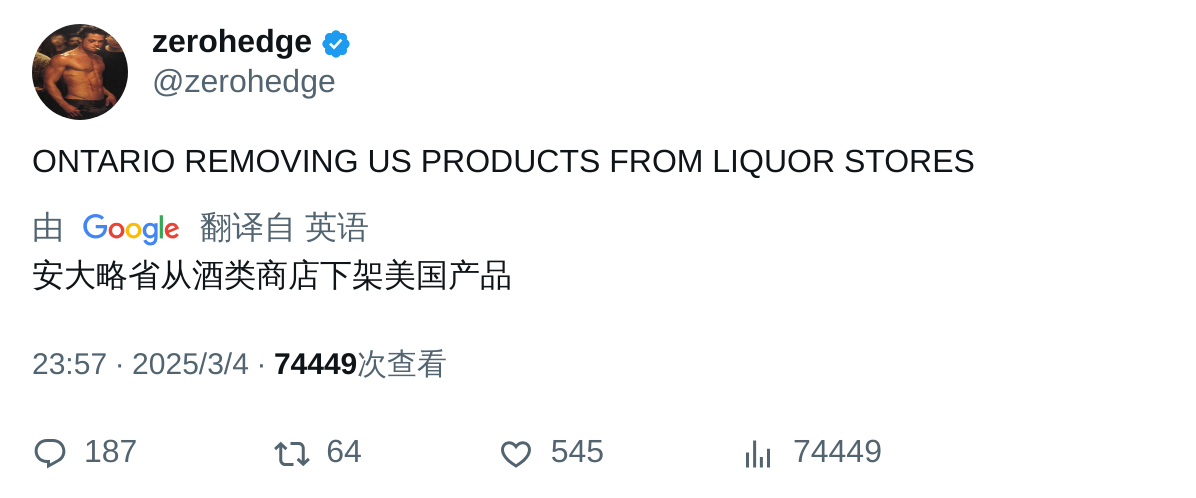 zerohedge
@zerohedge
ONTARIO REMOVING US PRODUCTS FROM LIQUOR STORES
由 Google 翻译自 英语
安大略省从酒类商店下架美国产品
23:57 · 2025/3/4 · 74449次查看
187 64 545 74449